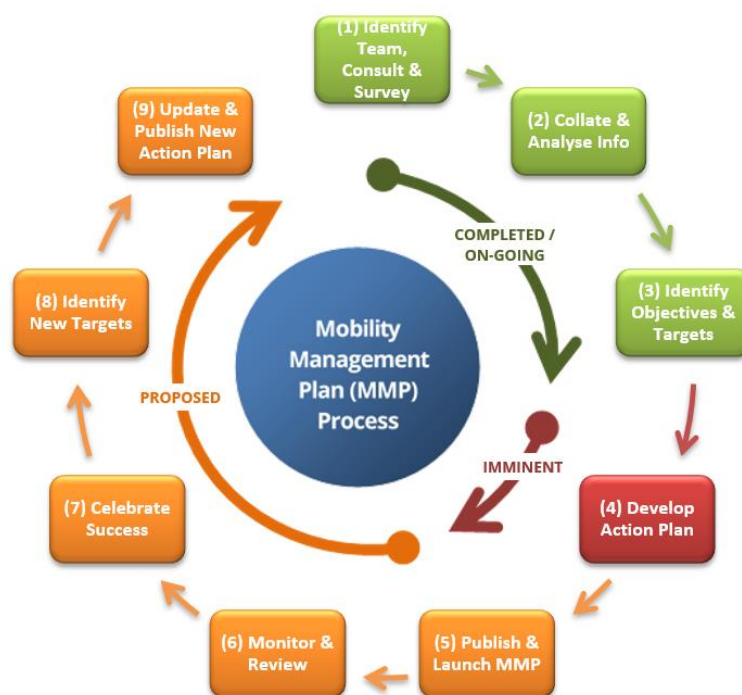 (1) Identify
Team,
Consult &
Survey
(2) Collate &
Analyse Info
(3) Identify
Objectives &
Targets
(4) Develop
Action Plan
(5) Publish &
Launch MMP
(6) Monitor &
Review
(7) Celebrate
Success
(8) Identify
New Targets
(9) Update &
Publish New
Action Plan
COMPLETED /
ON-GOING
IMMINENT
PROPOSED
Mobility
Management
Plan (MMP)
Process